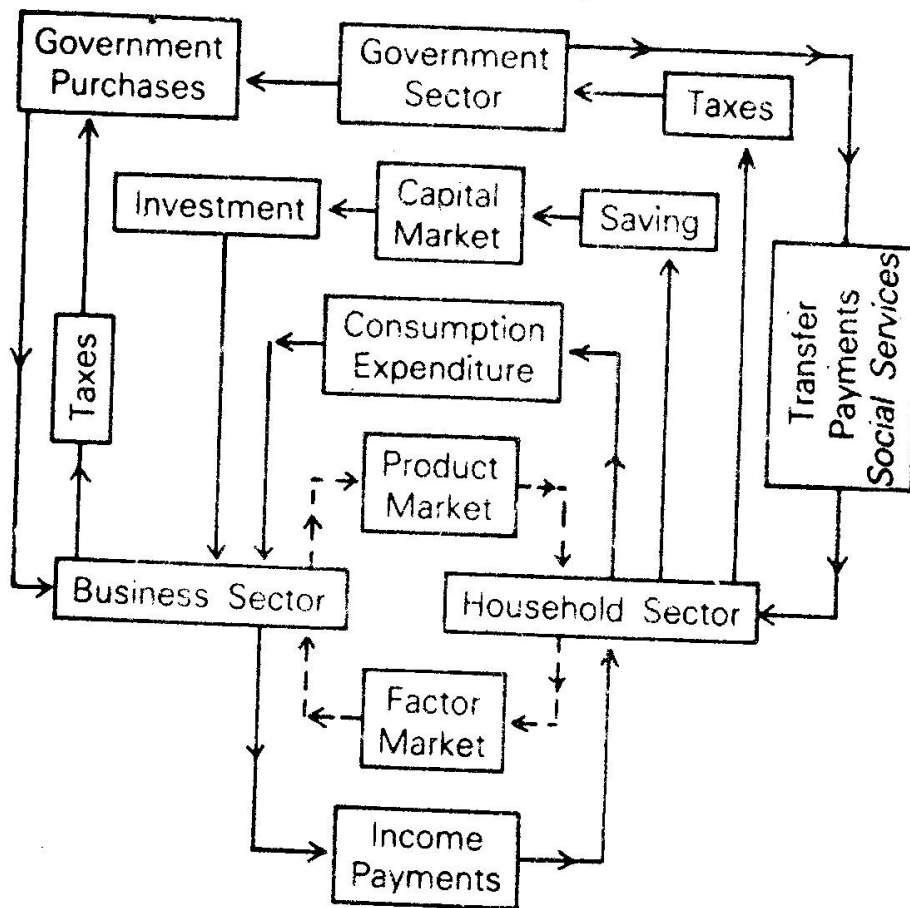 Government
Purchases
Government
Sector
Taxes
Investment
Capital
Market
Saving
Consumption
Expenditure
Taxes
Transfer
Payments
Social Services
Product
Market
Business Sector
Household Sector
Factor
Market
Income
Payments